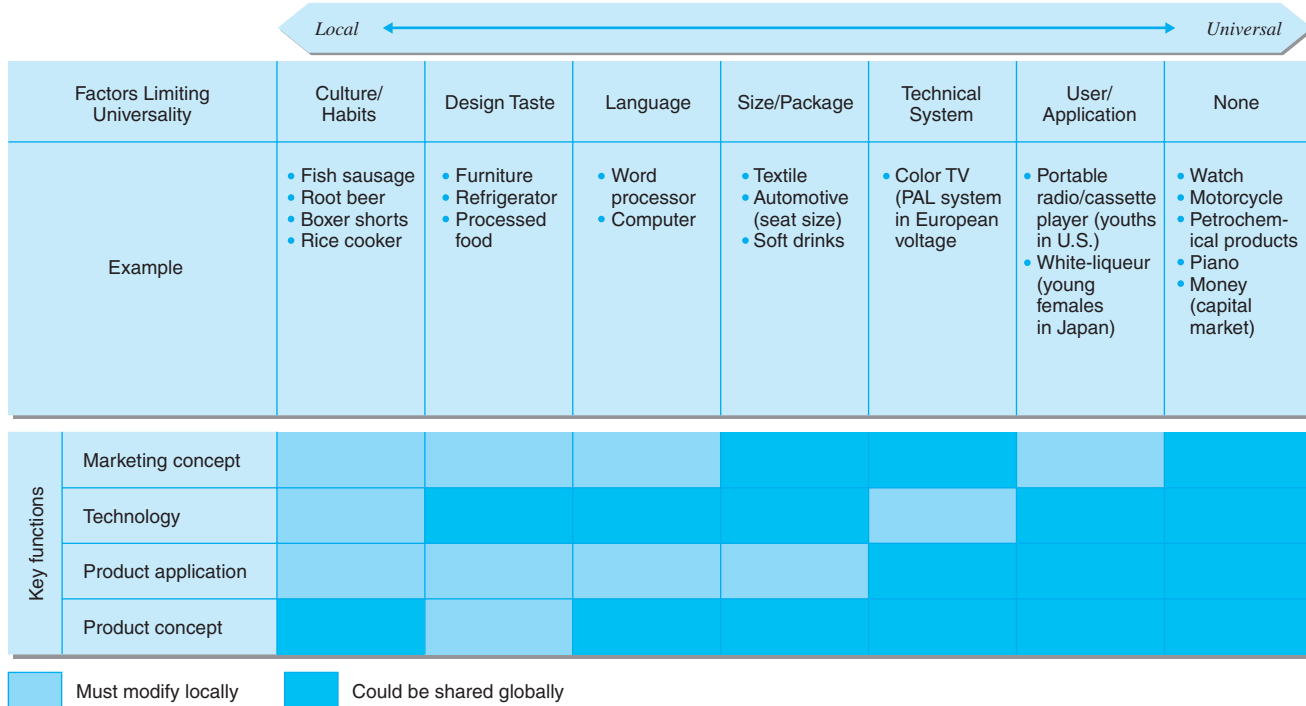 Local
Universal
Factors Limiting
Universality
Culture/
Habits
Design Taste
Language
Size/Package
Technical
System
User/
Application
None
Example
• Fish sausage
• Root beer
• Boxer shorts
• Rice cooker
• Furniture
• Refrigerator
• Processed
food
• Word
processor
• Computer
• Textile
• Automotive
(seat size)
• Soft drinks
• Color TV
(PAL system
in European
voltage
• Portable
radio/cassette
player (youths
in U.S.)
• White-liqueur
(young
females
in Japan)
• Watch
• Motorcycle
• Petrochem-
ical products
• Piano
• Money
(capital
market)
Key functions
Marketing concept
Technology
Product application
Product concept
Must modify locally
Could be shared globally